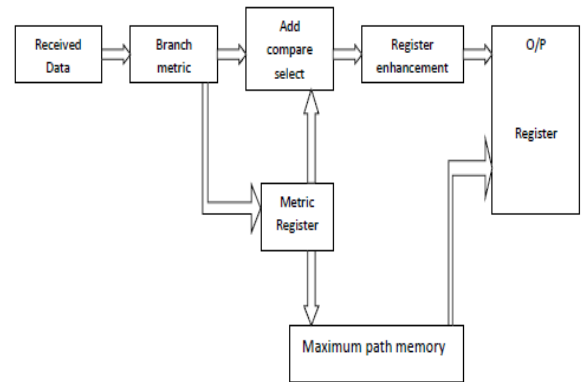 Received
Data
Branch
metric
Add
compare
select
Register
enhancement
O/P
Register
Metric
Register
Maximum path memory